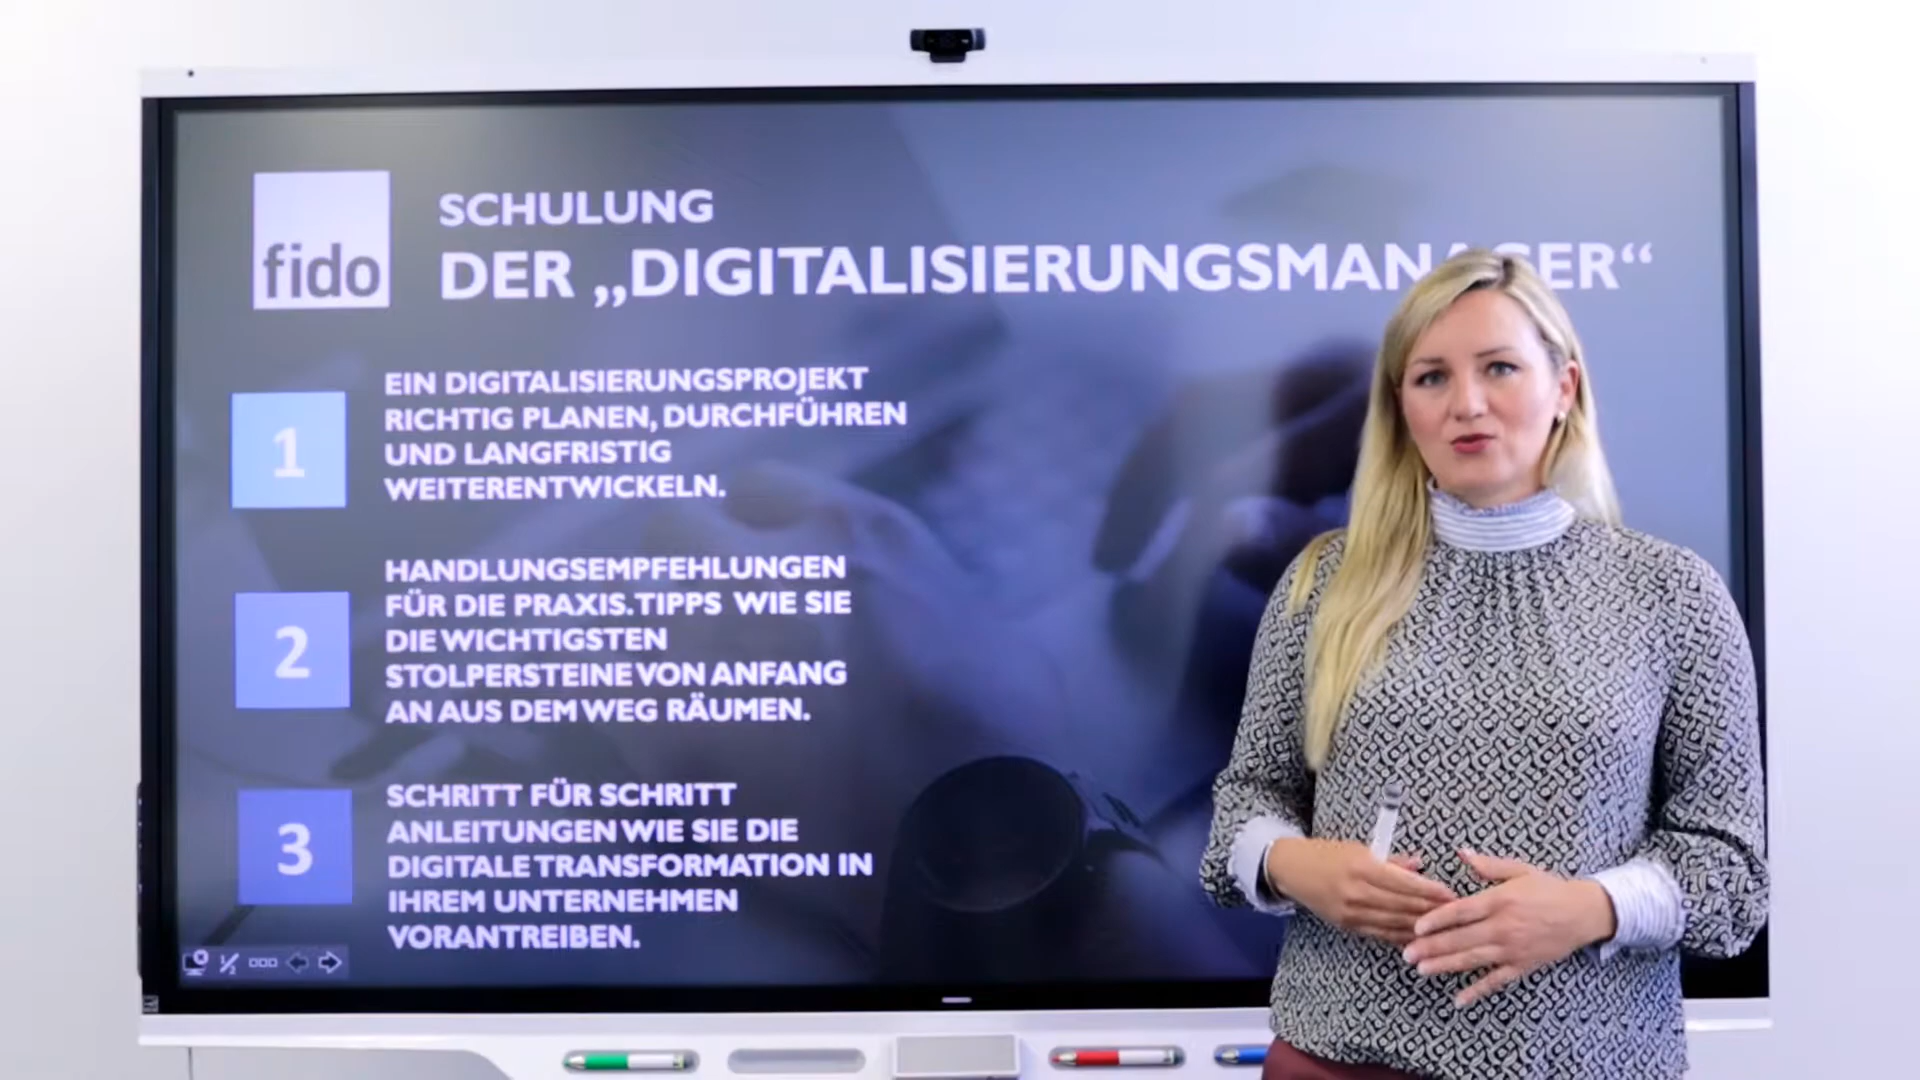 fido
SCHULUNG
DER „DIGITALISIERUNGSMANAGER“
1
EIN DIGITALISIERUNGSPROJEKT
RICHTIG PLANEN, DURCHFÜHREN
UND LANGFRISTIG
WEITERENTWICKELN.
2
HANDLUNGSEMPFEHLUNGEN
FÜR DIE PRAXIS. TIPPS WIE SIE
DIE WICHTIGSTEN
STOLPERSTEINE VON ANFANG
AN AUS DEM WEG RÄUMEN.
3
SCHRITT FÜR SCHRITT
ANLEITUNGEN WIE SIE DIE
DIGITALE TRANSFORMATION IN
IHREM UNTERNEHMEN
VORANTREIBEN.